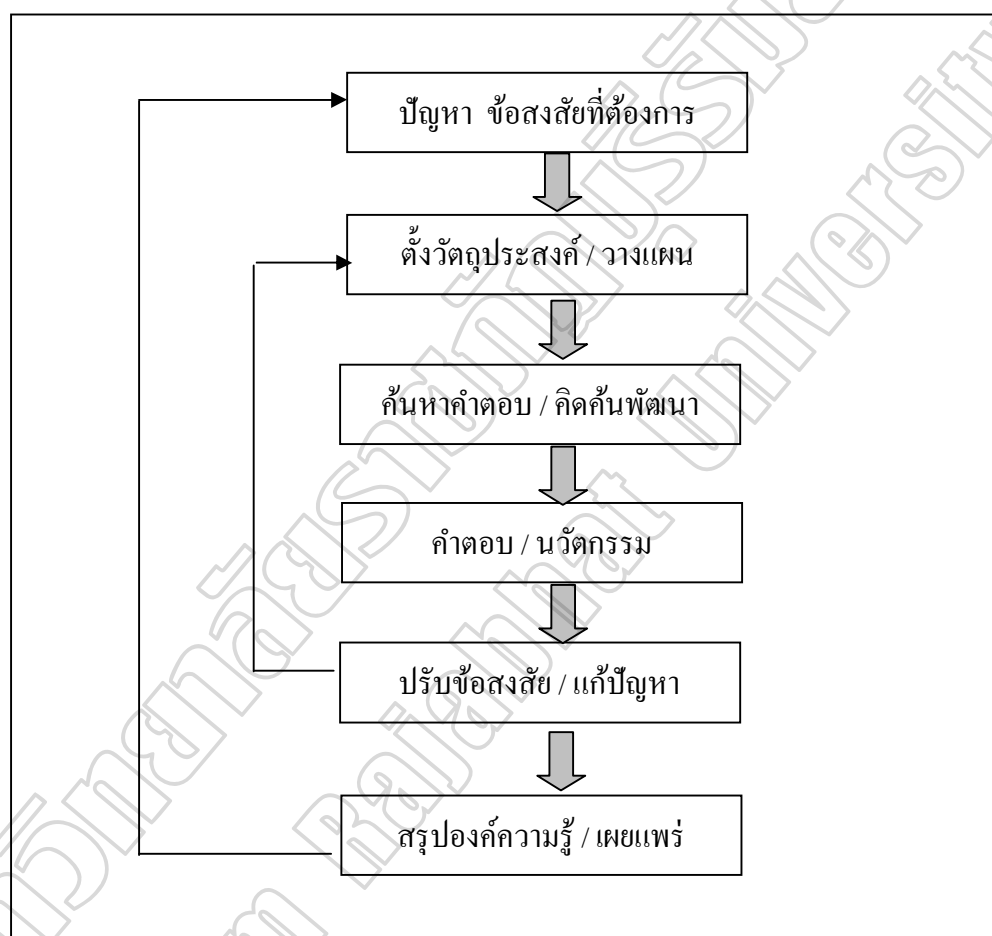 ปัญหา ข้อสงสัยที่ต้องการ
ตั้งวัตถุประสงค์ / วางแผน
ค้นหาคำตอบ / คิดค้นพัฒนา
คำตอบ / นวัตกรรม
ปรับข้อสงสัย / แก้ปัญหา
สรุปองค์ความรู้ / เผยแพร่
Rajabhat University